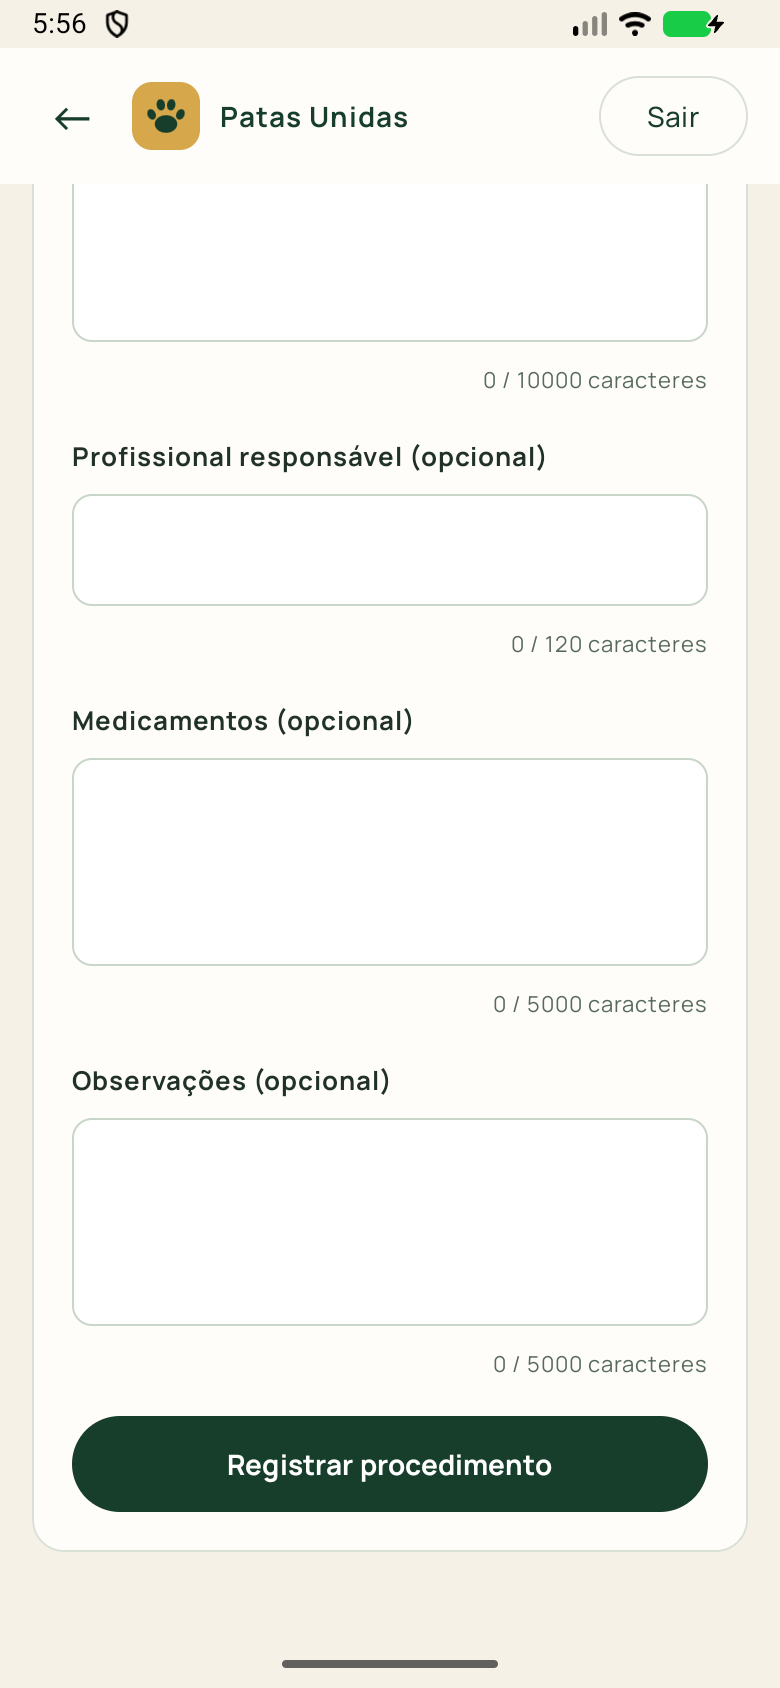 5:56
Patas Unidas
Sair
0 / 10000 caracteres
Profissional responsável (opcional)
0 / 120 caracteres
Medicamentos (opcional)
0 / 5000 caracteres
Observações (opcional)
0 / 5000 caracteres
Registrar procedimento